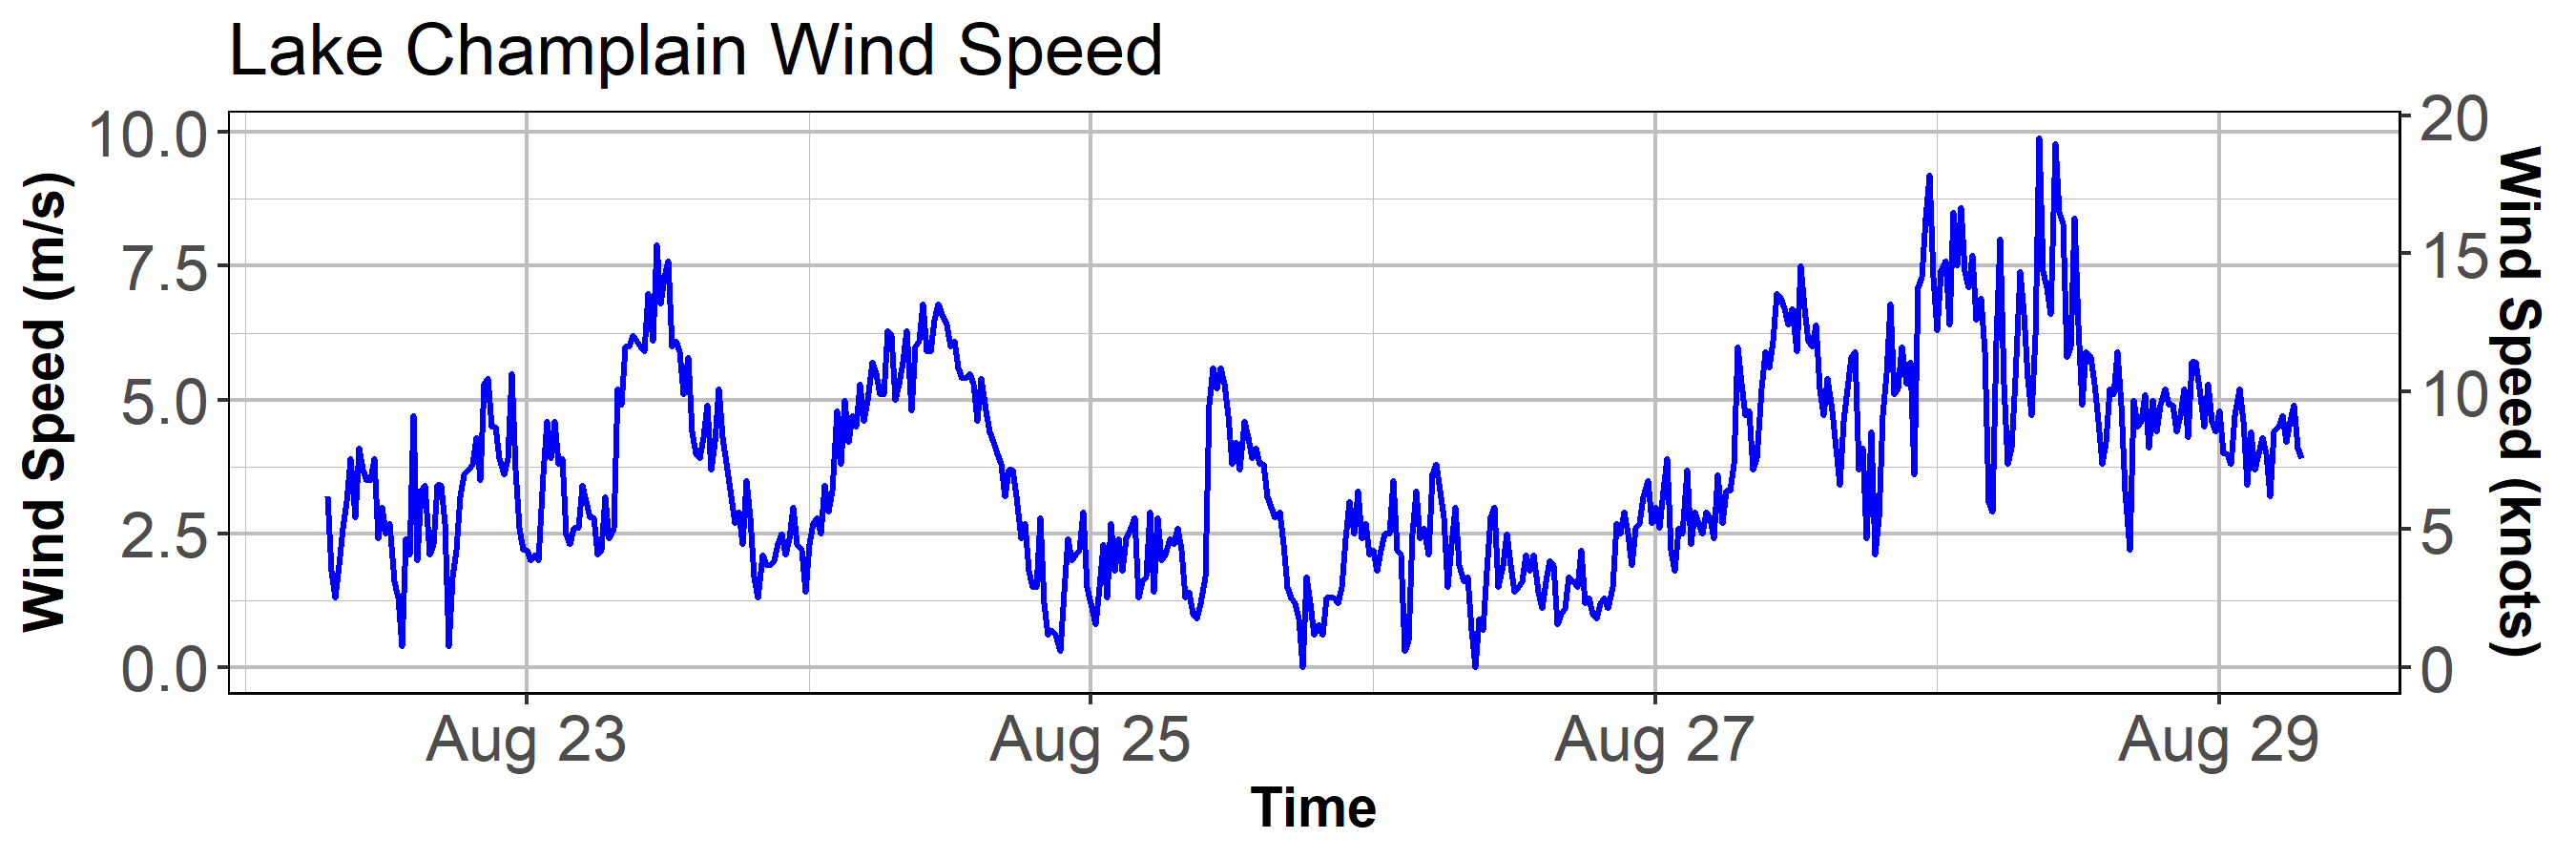 Lake Champlain Wind Speed
Wind Speed (m/s)
10.0
7.5
5.0
2.5
0.0
20
15
10
5
0
Wind Speed (knots)
Aug 23
Aug 25
Aug 27
Aug 29
Time